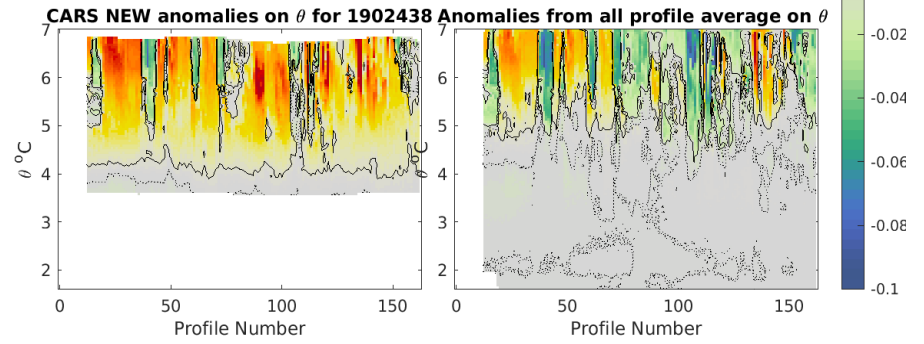 CARS NEW anomalies on θ for 1902438 Anomalies from all profile average on θ
7
6
5
4
3
2
θ °C
0 50 100 150
Profile Number
7
6
5
4
3
2
θ °C
0 50 100 150
Profile Number
-0.02
-0.04
-0.06
-0.08
-0.1